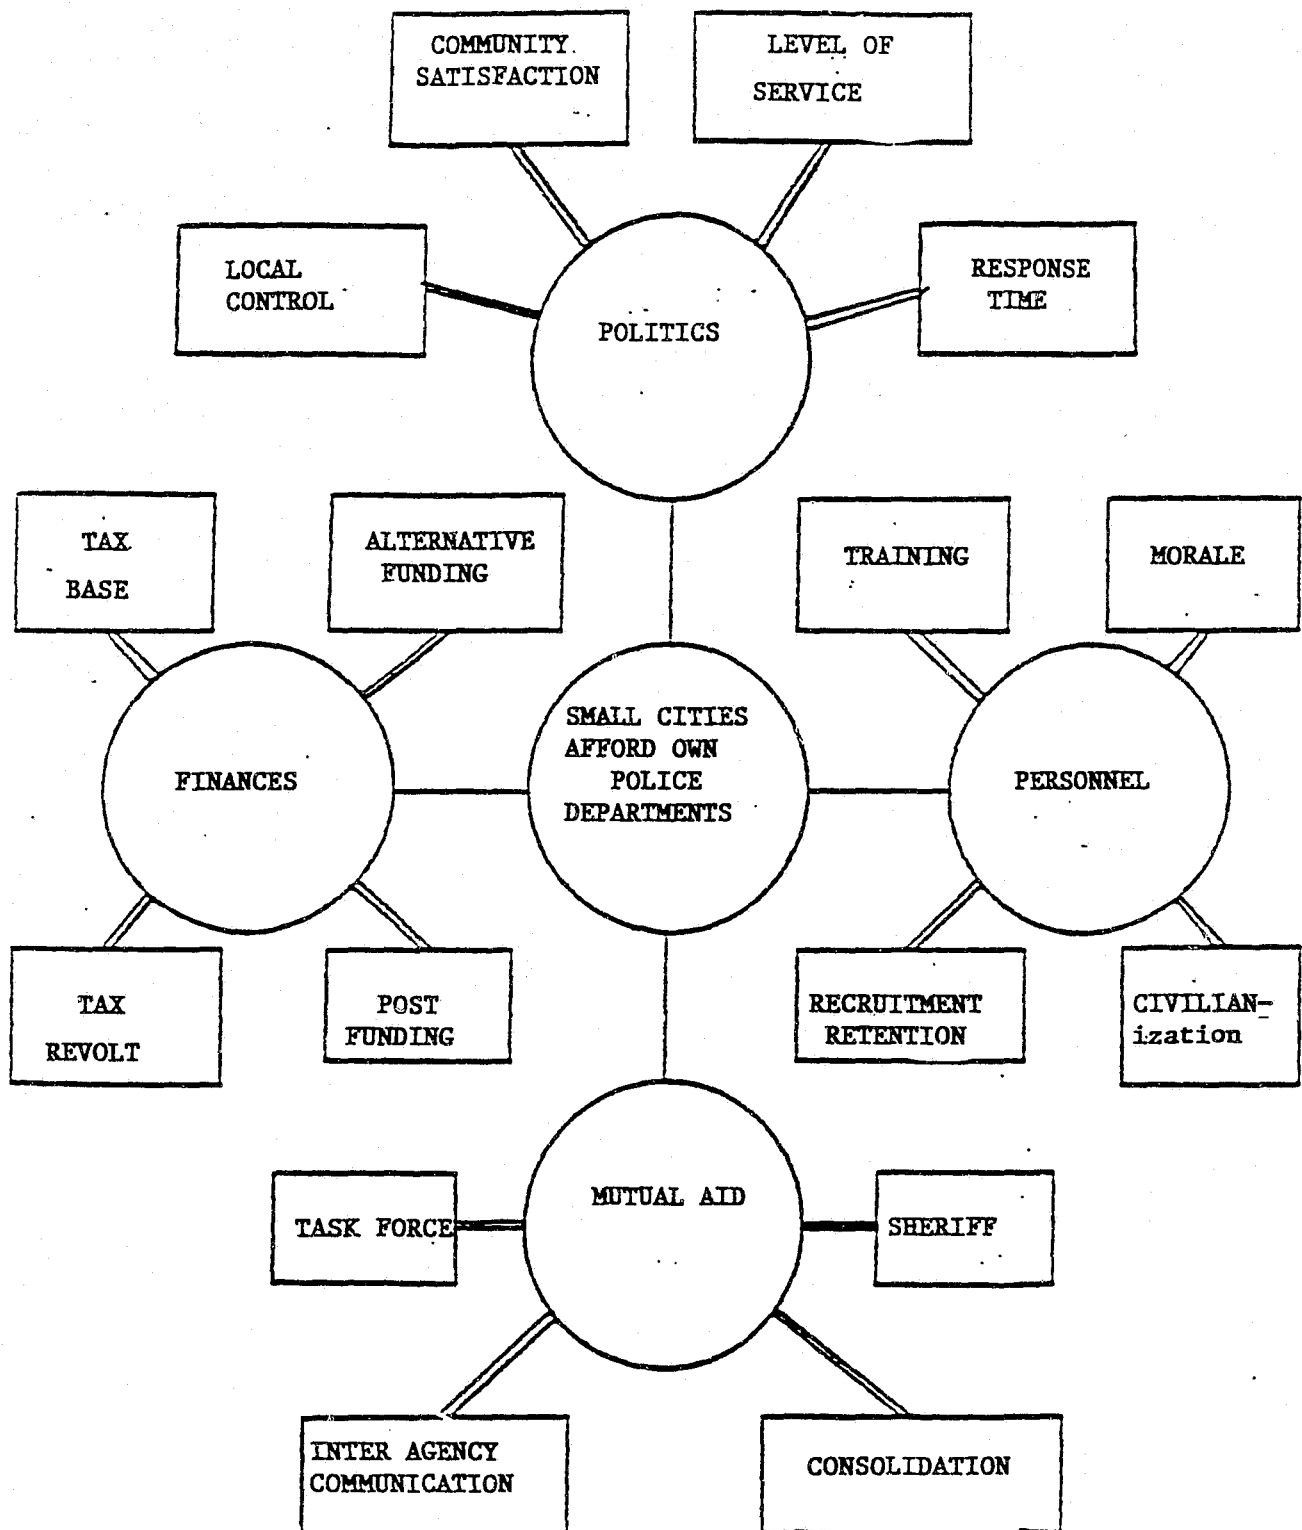 COMMUNITY
SATISFACTION
LEVEL OF
SERVICE
LOCAL
CONTROL
RESPONSE
TIME
POLITICS
TAX
BASE
ALTERNATIVE
FUNDING
TRAINING
MORALE
FINANCES
SMALL CITIES
AFFORD OWN
POLICE
DEPARTMENTS
PERSONNEL
TAX
REVOLT
POST
FUNDING
RECRUITMENT
RETENTION
CIVILIAN-
ization
TASK FORCE
MUTUAL AID
SHERIFF
INTER AGENCY
COMMUNICATION
CONSOLIDATION